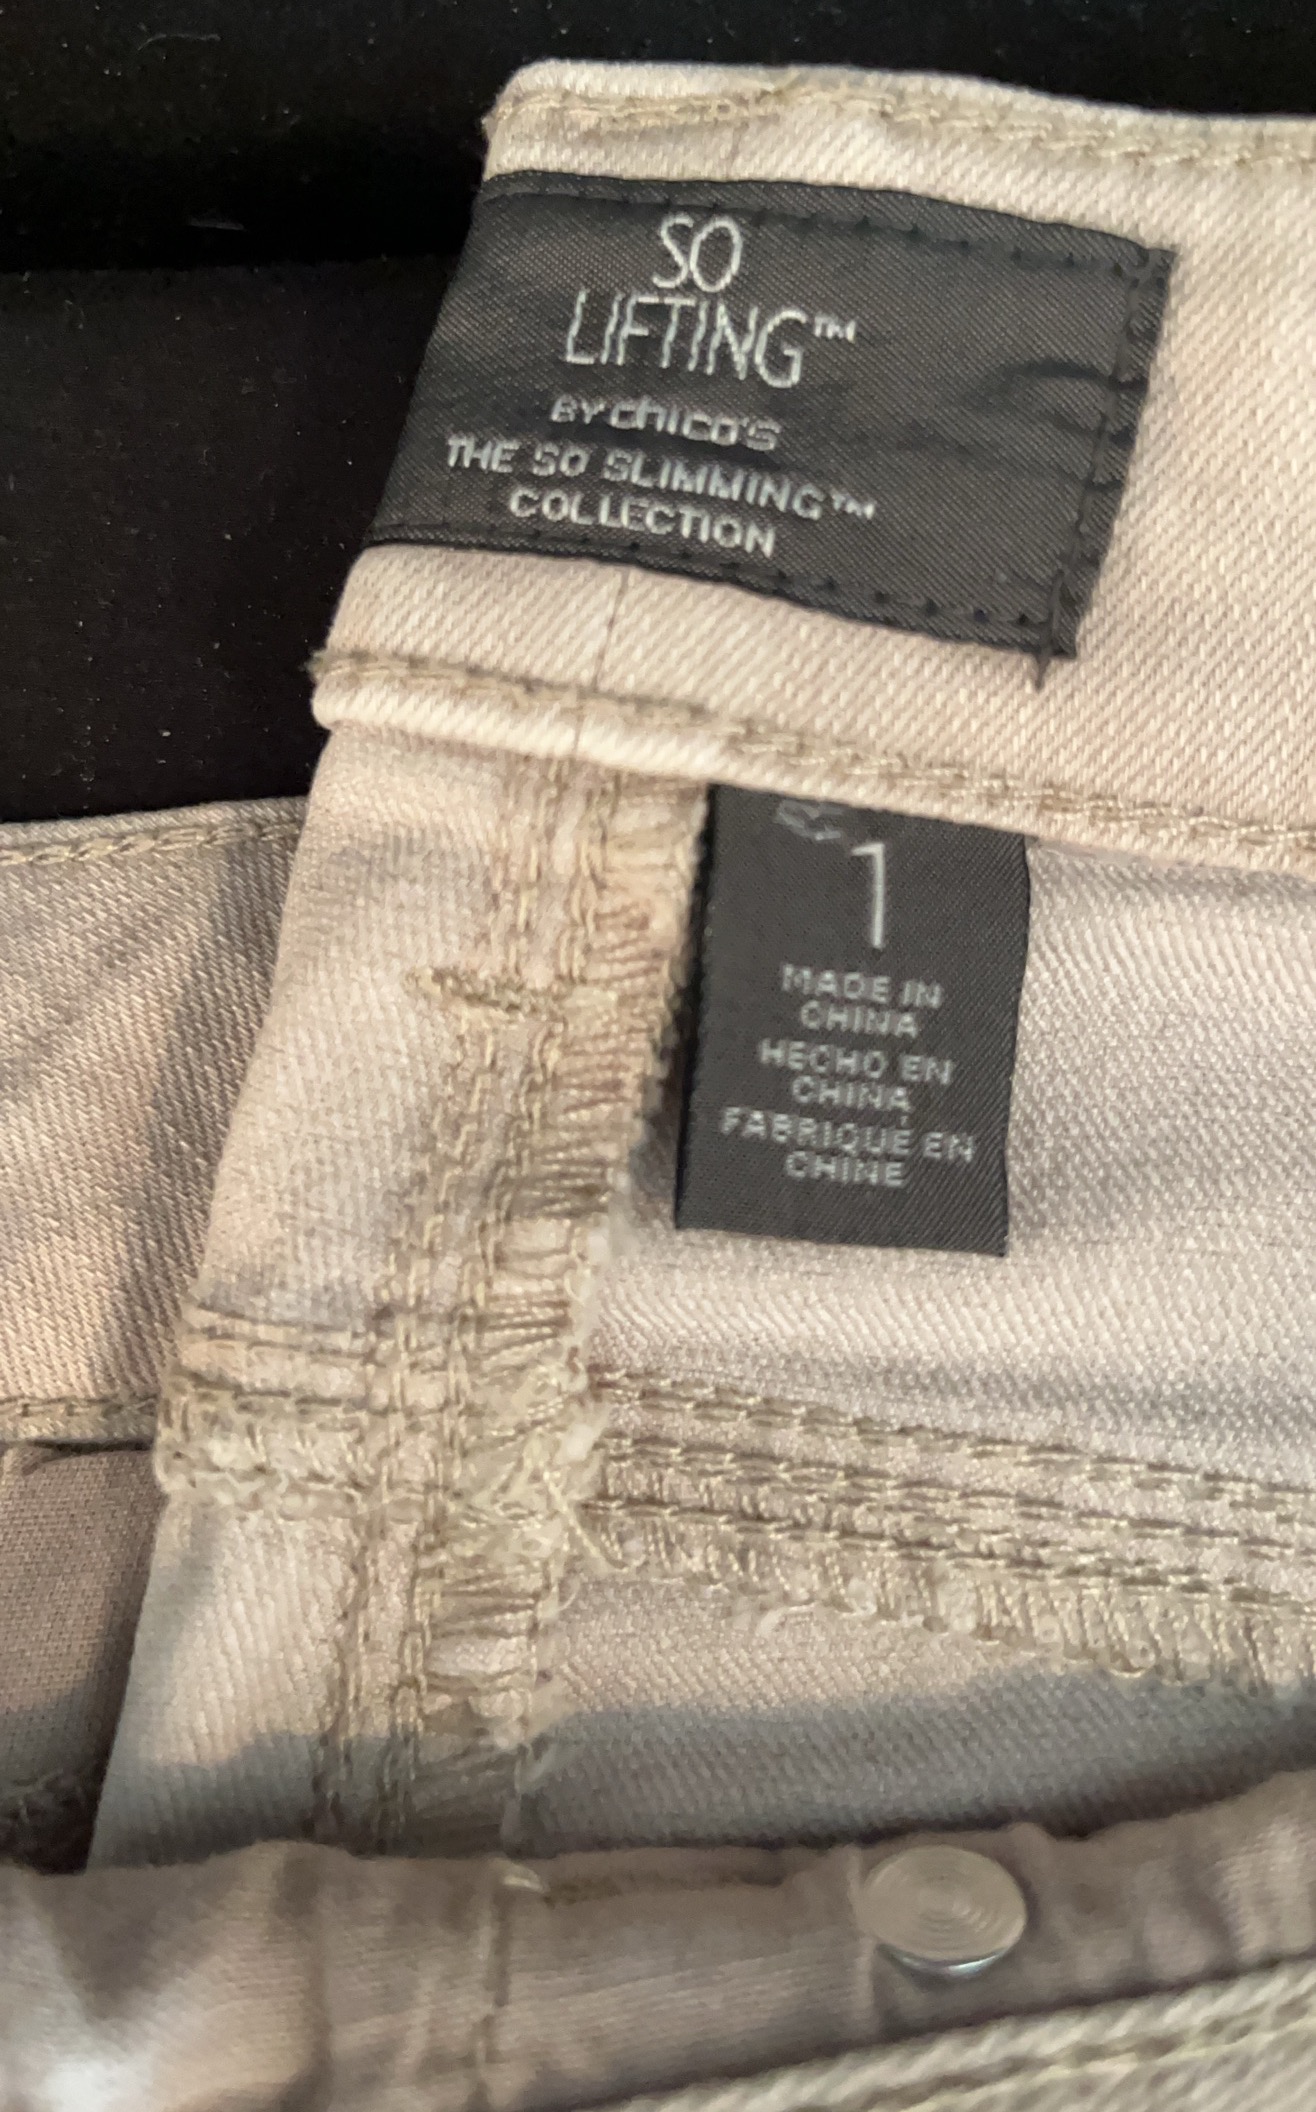 SO
LIFTING™
BY chico's
THE SO SLIMMING™
COLLECTION
1
MADE IN
CHINA
HECHO EN
CHINA
FABRIQUE EN
CHINE